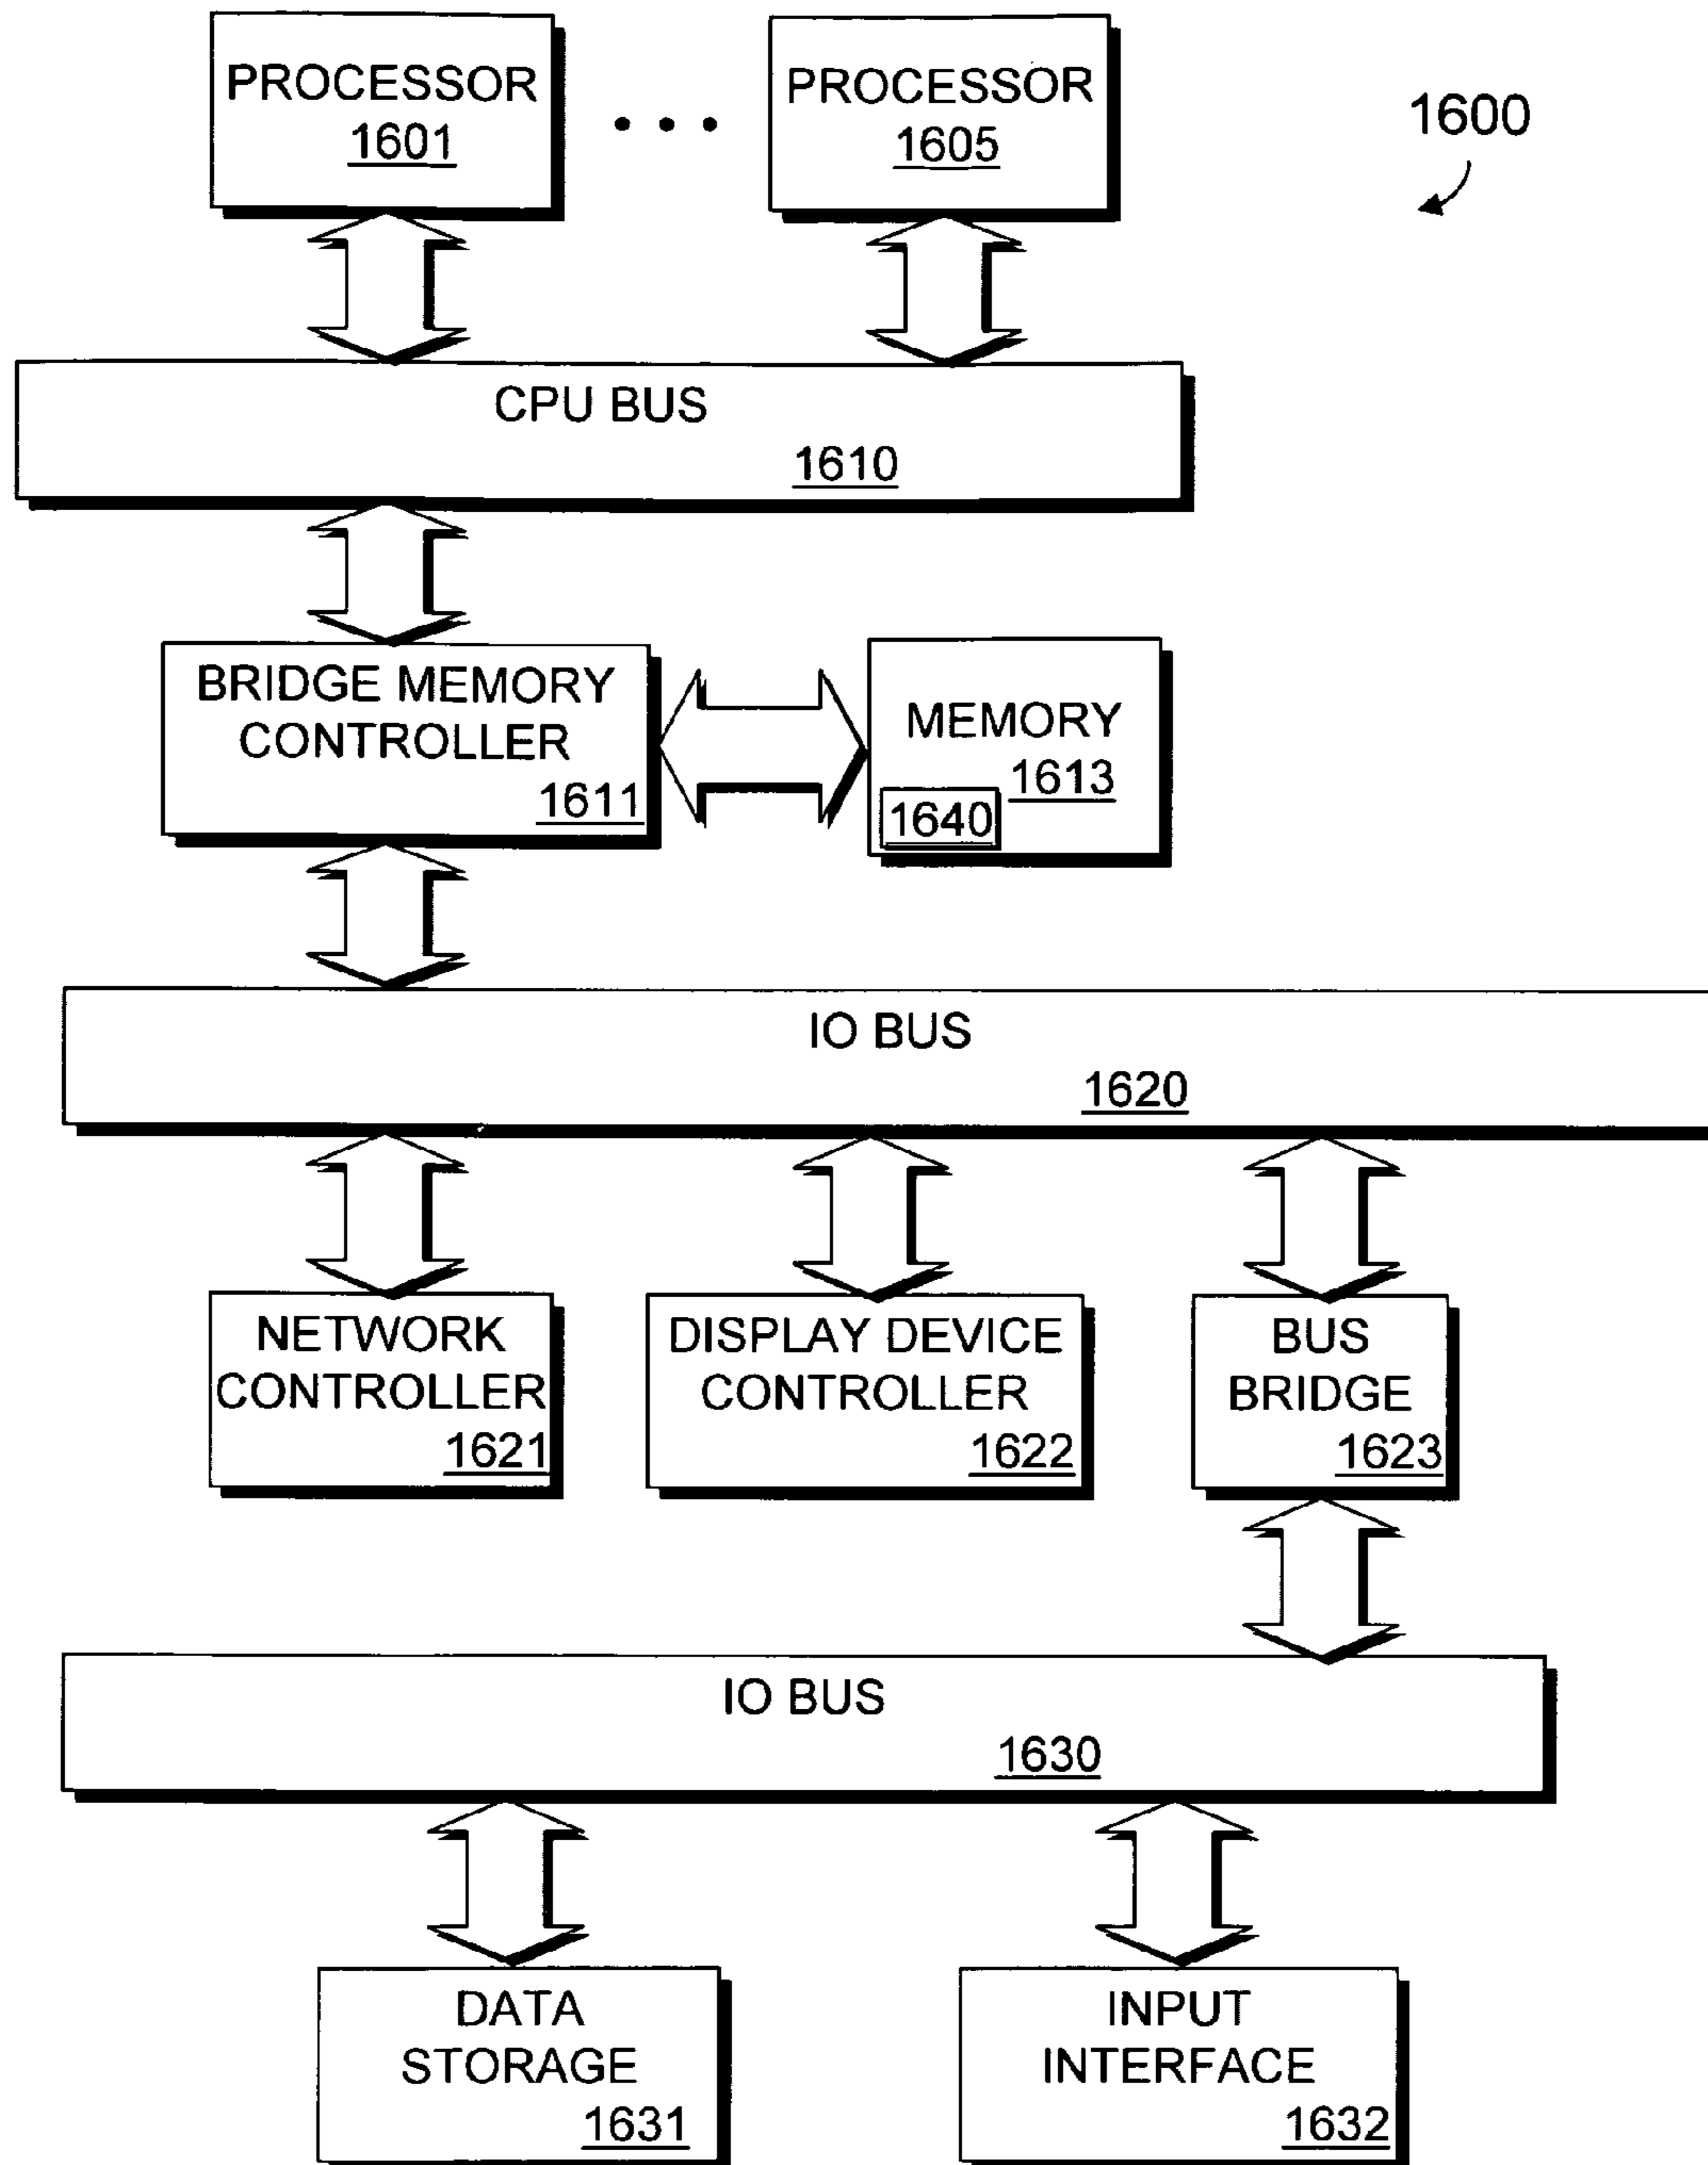 PROCESSOR
1601
PROCESSOR
1605
1600
CPU BUS
1610
BRIDGE MEMORY
CONTROLLER
1611
MEMORY
1613
1640
IO BUS
1620
NETWORK
CONTROLLER
1621
DISPLAY DEVICE
CONTROLLER
1622
BUS
BRIDGE
1623
IO BUS
1630
DATA
STORAGE
1631
INPUT
INTERFACE
1632